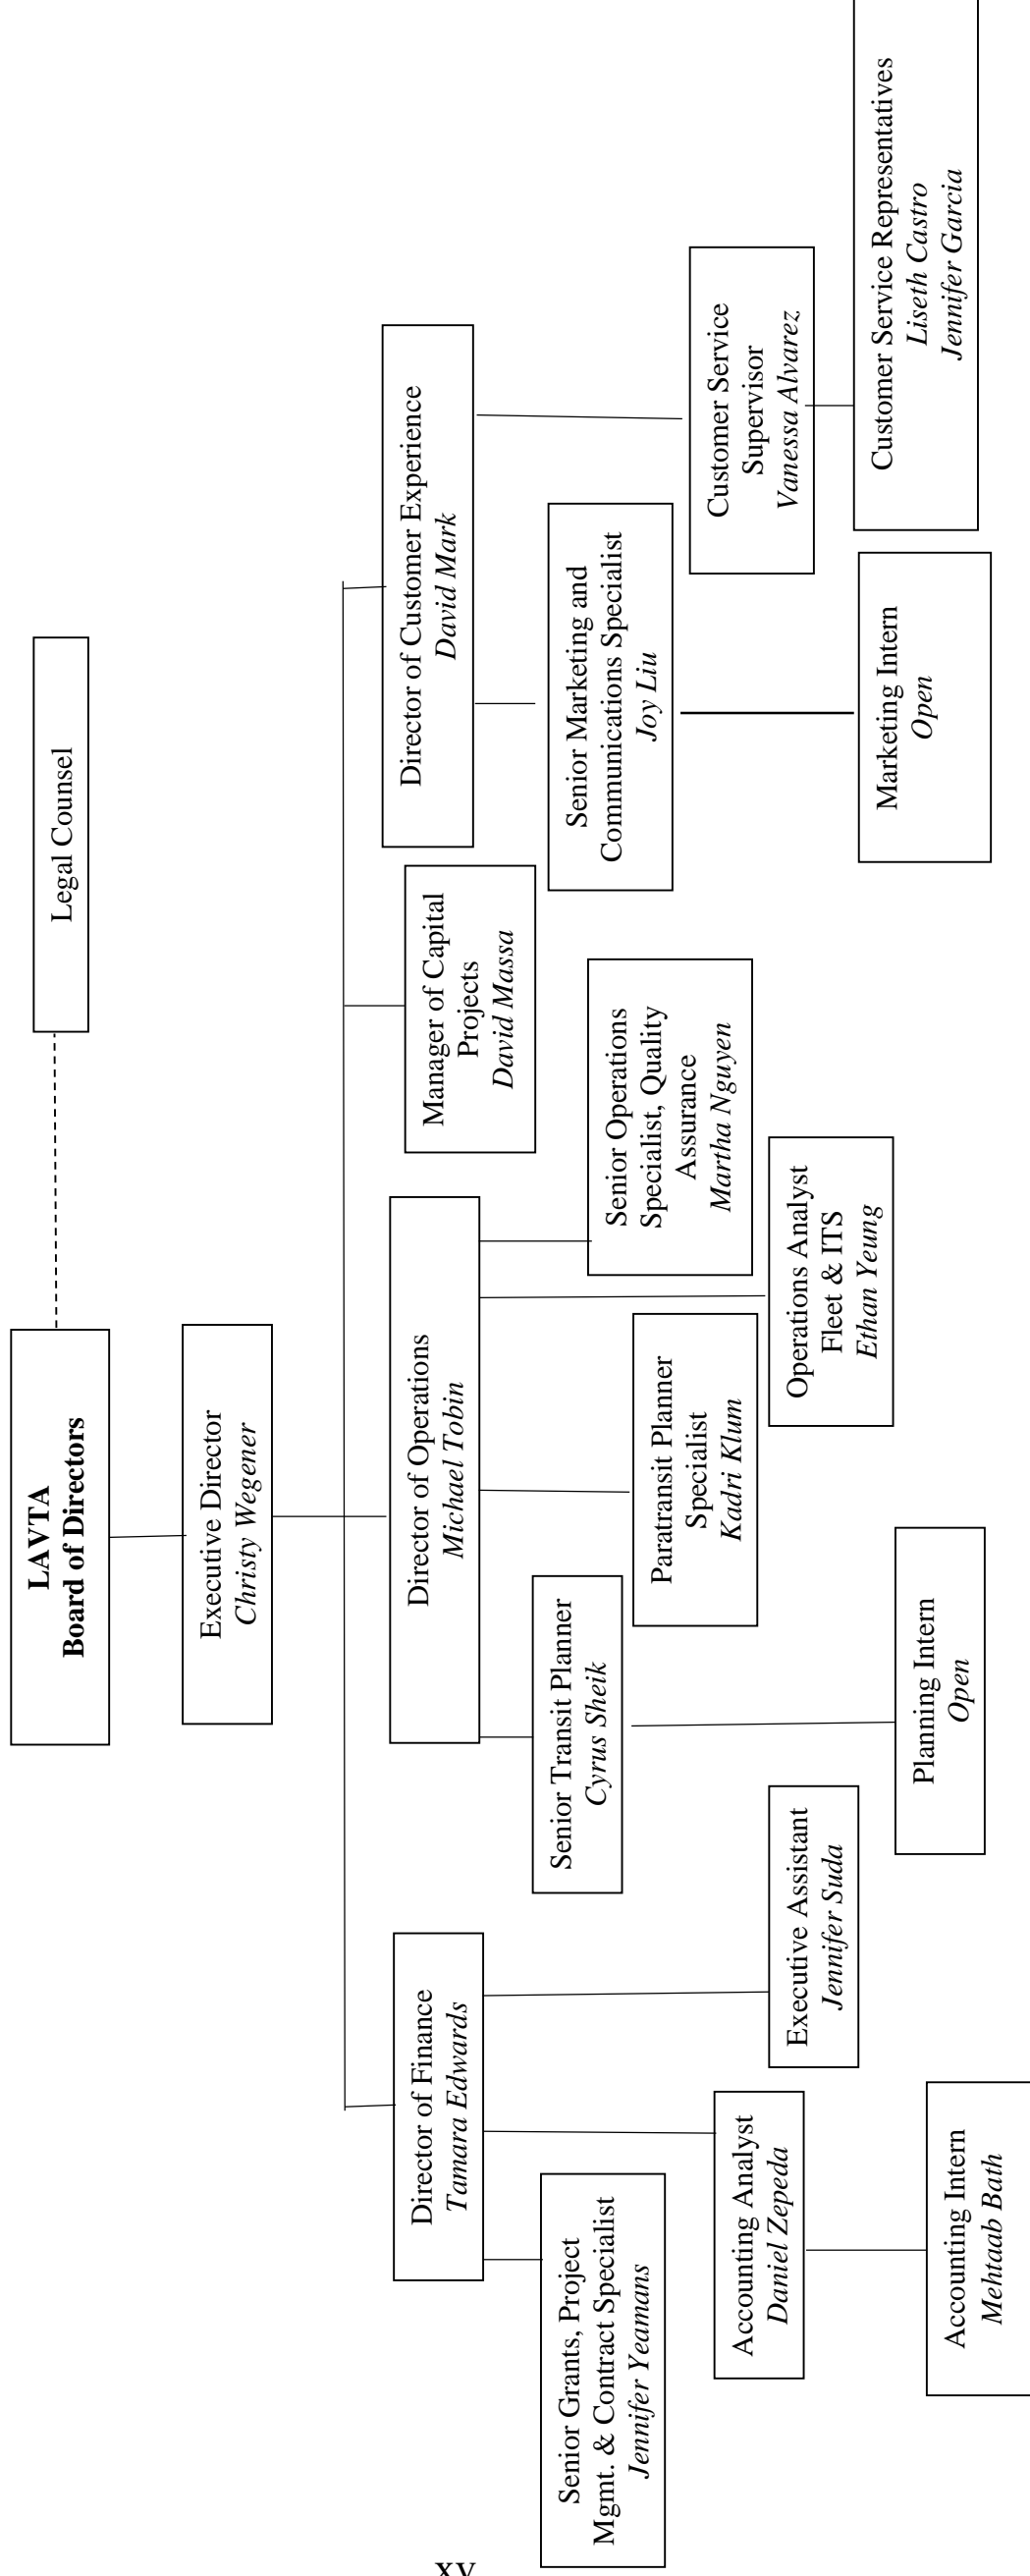 LAVTA
Board of Directors
Legal Counsel
Executive Director
Christy Wegener
Director of Finance
Tamara Edwards
Director of Operations
Michael Tobin
Manager of Capital
Projects
David Massa
Director of Customer Experience
David Mark
Senior Grants, Project
Mgmt. & Contract Specialist
Jennifer Yeamans
Accounting Analyst
Daniel Zepeda
Executive Assistant
Jennifer Suda
Accounting Intern
Mehtaab Bath
Senior Transit Planner
Cyrus Sheik
Paratransit Planner
Specialist
Kadri Klum
Operations Analyst
Fleet & ITS
Ethan Yeung
Senior Operations
Specialist, Quality
Assurance
Martha Nguyen
Planning Intern
Open
Senior Marketing and
Communications Specialist
Joy Liu
Customer Service
Supervisor
Vanessa Alvarez
Marketing Intern
Open
Customer Service Representatives
Liseth Castro
Jennifer Garcia
xv